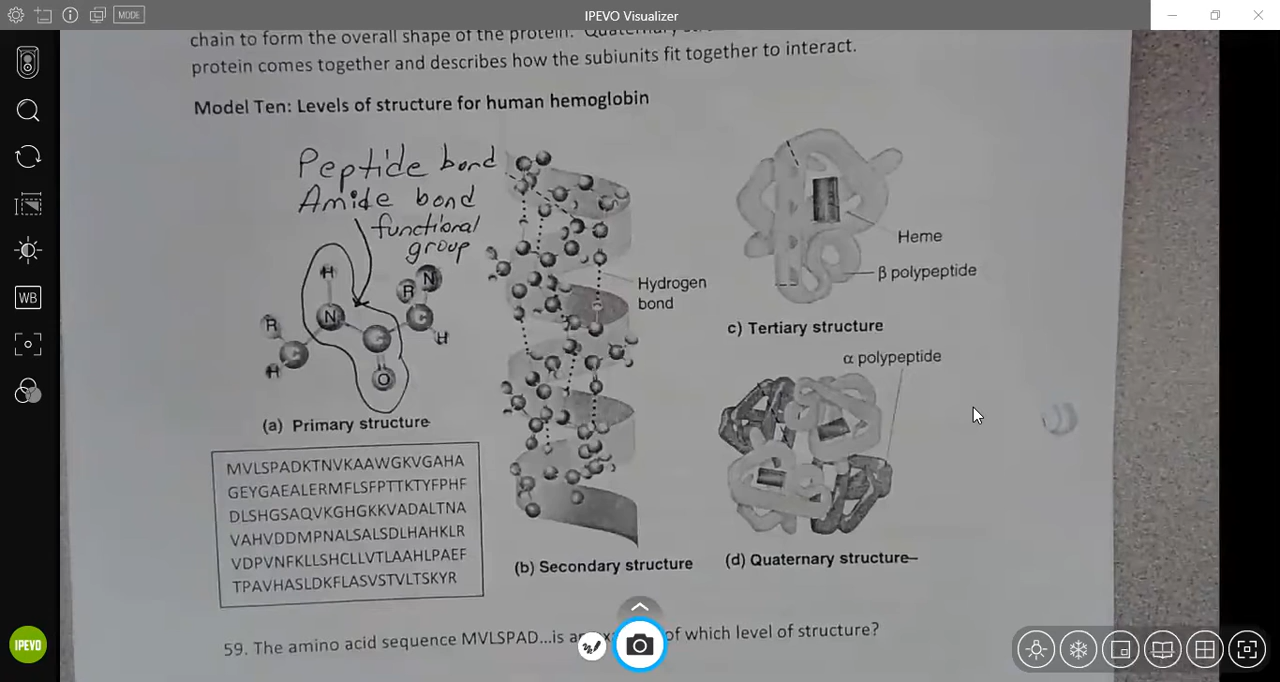 MODE
IPEVO Visualizer
chain to form the overall shape of the protein.
protein comes together and describes how the subiunits fit together to interact.
Model Ten: Levels of structure for human hemoglobin
Peptide bond
Amide bond
functional
group
H
R
N
C
C
R
N
C
H
H
O
(a) Primary structure
MVLSPADKTNVKAAWGKVGAHA
GEYGAEALERMFLSFPTTKTYFPHF
DLSHGSAQVKGHGKKVADALTNA
VAHVDDMPNALSALSDLHAHKLR
VDPVNFKLLSHCLLVTLAAHLPAEF
TPAVHASLDKFLASVSTVLTSKYR
Hydrogen
bond
(b) Secondary structure
Heme
β polypeptide
c) Tertiary structure
α polypeptide
(d) Quaternary structure
59. The amino acid sequence MVLSPAD...is of which level of structure?
WB
IPEVO